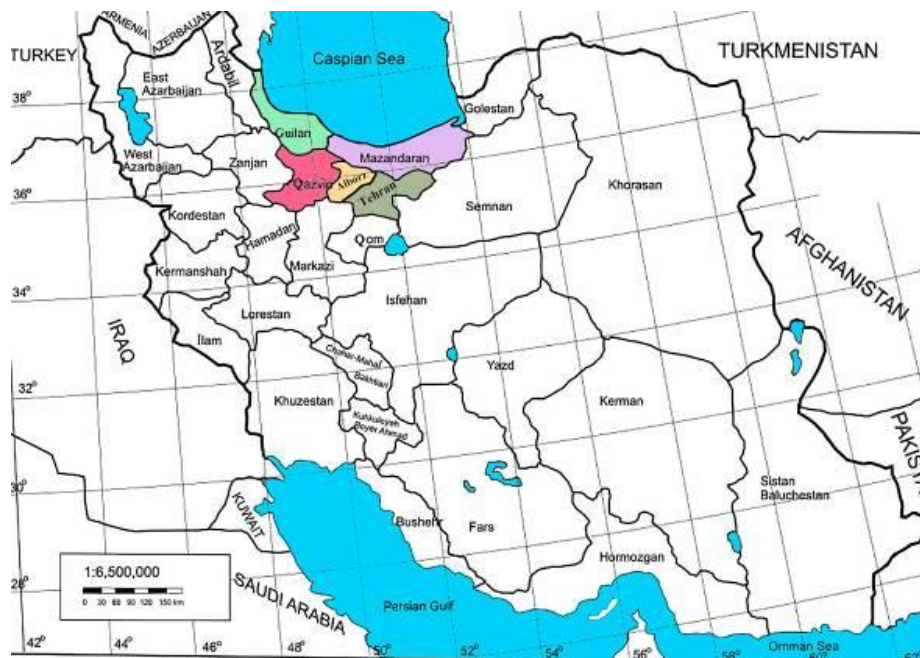 ARMENIA
AZERBAIJAN
TURKEY
Ardabil
Caspian Sea
TURKMENISTAN
East
Azarbaijan
38°
Golestan
Guilan
West
Azarbaijan
Zanjan
Mazandaran
36°
Qazvin
Alborz
Tehran
Semnan
Khorasan
Kordestan
Hamadan
Qom
AFGHANISTAN
Kermanshah
Markazi
34°
Isfehan
Lorestan
IRAQ
Ilam
Chahar-Mahal
Bakhtiari
Yazd
32°
Khuzestan
Kerman
Kuhkuluyeh
Boyer Ahmad
PAKIST
30°
Sistan
Baluchestan
KUWAIT
Bushehr
Fars
Hormozgan
1:6,500,000
0 30 60 90 120 150 km
28°
SAUDI ARABIA
Persian Gulf
42°
44°
46°
48°
50°
52°
54°
56°
58°
60°
Omman Sea